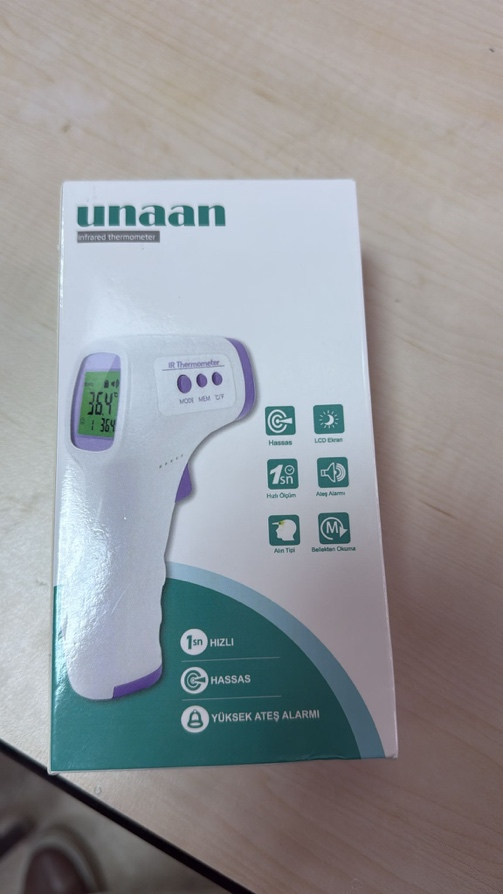 unaan
infrared thermometer
IR Thermometer
MODE MEM °C/F
36.4°C
1 36.4
Hassas
LCD Ekran
1sn
Hızlı Ölçüm
Ateş Alarmı
Alın Tipi
M
Bellekten Okuma
1sn HIZLI
HASSAS
YÜKSEK ATEŞ ALARMI